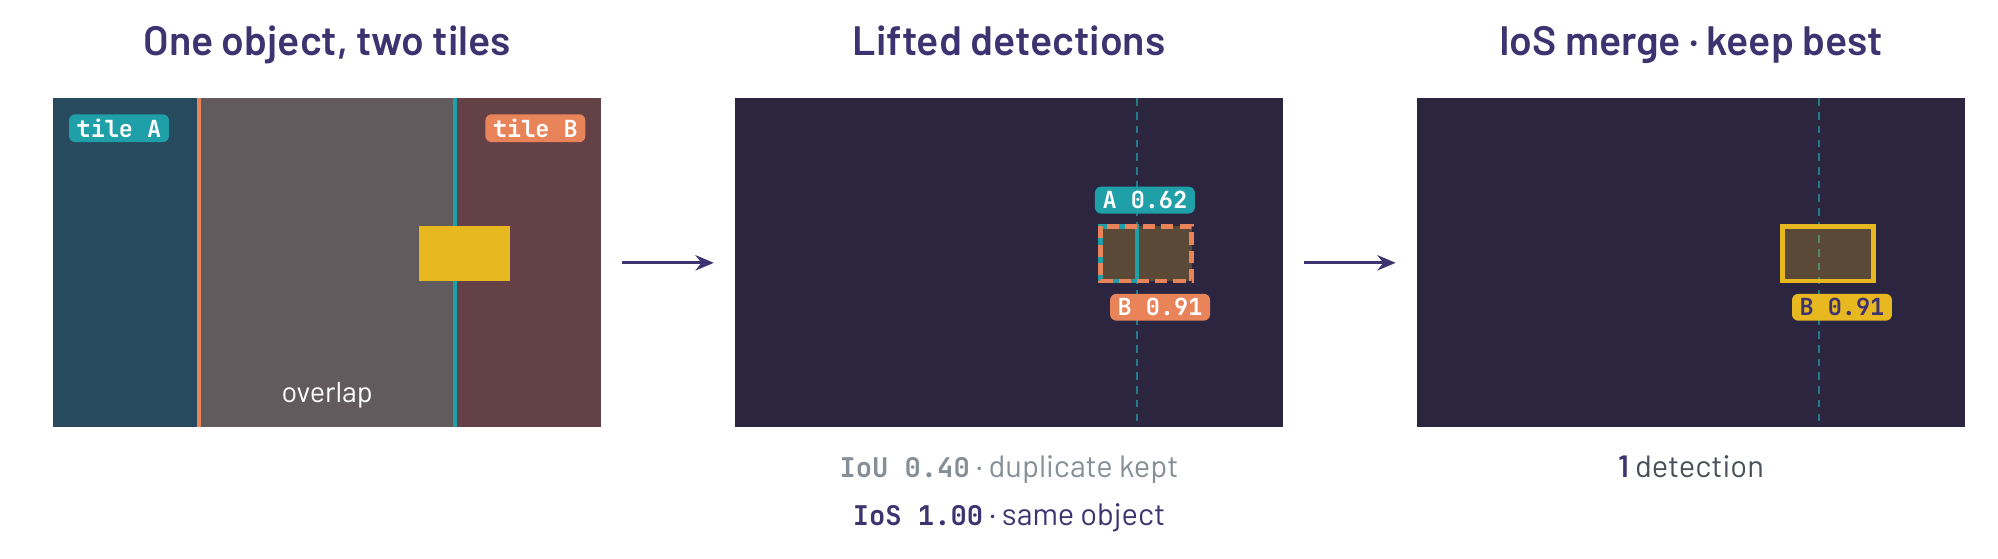 One object, two tiles
tile A
tile B
overlap
Lifted detections
A 0.62
B 0.91
IoU 0.40 · duplicate kept
IoS 1.00 · same object
IoS merge · keep best
B 0.91
1 detection